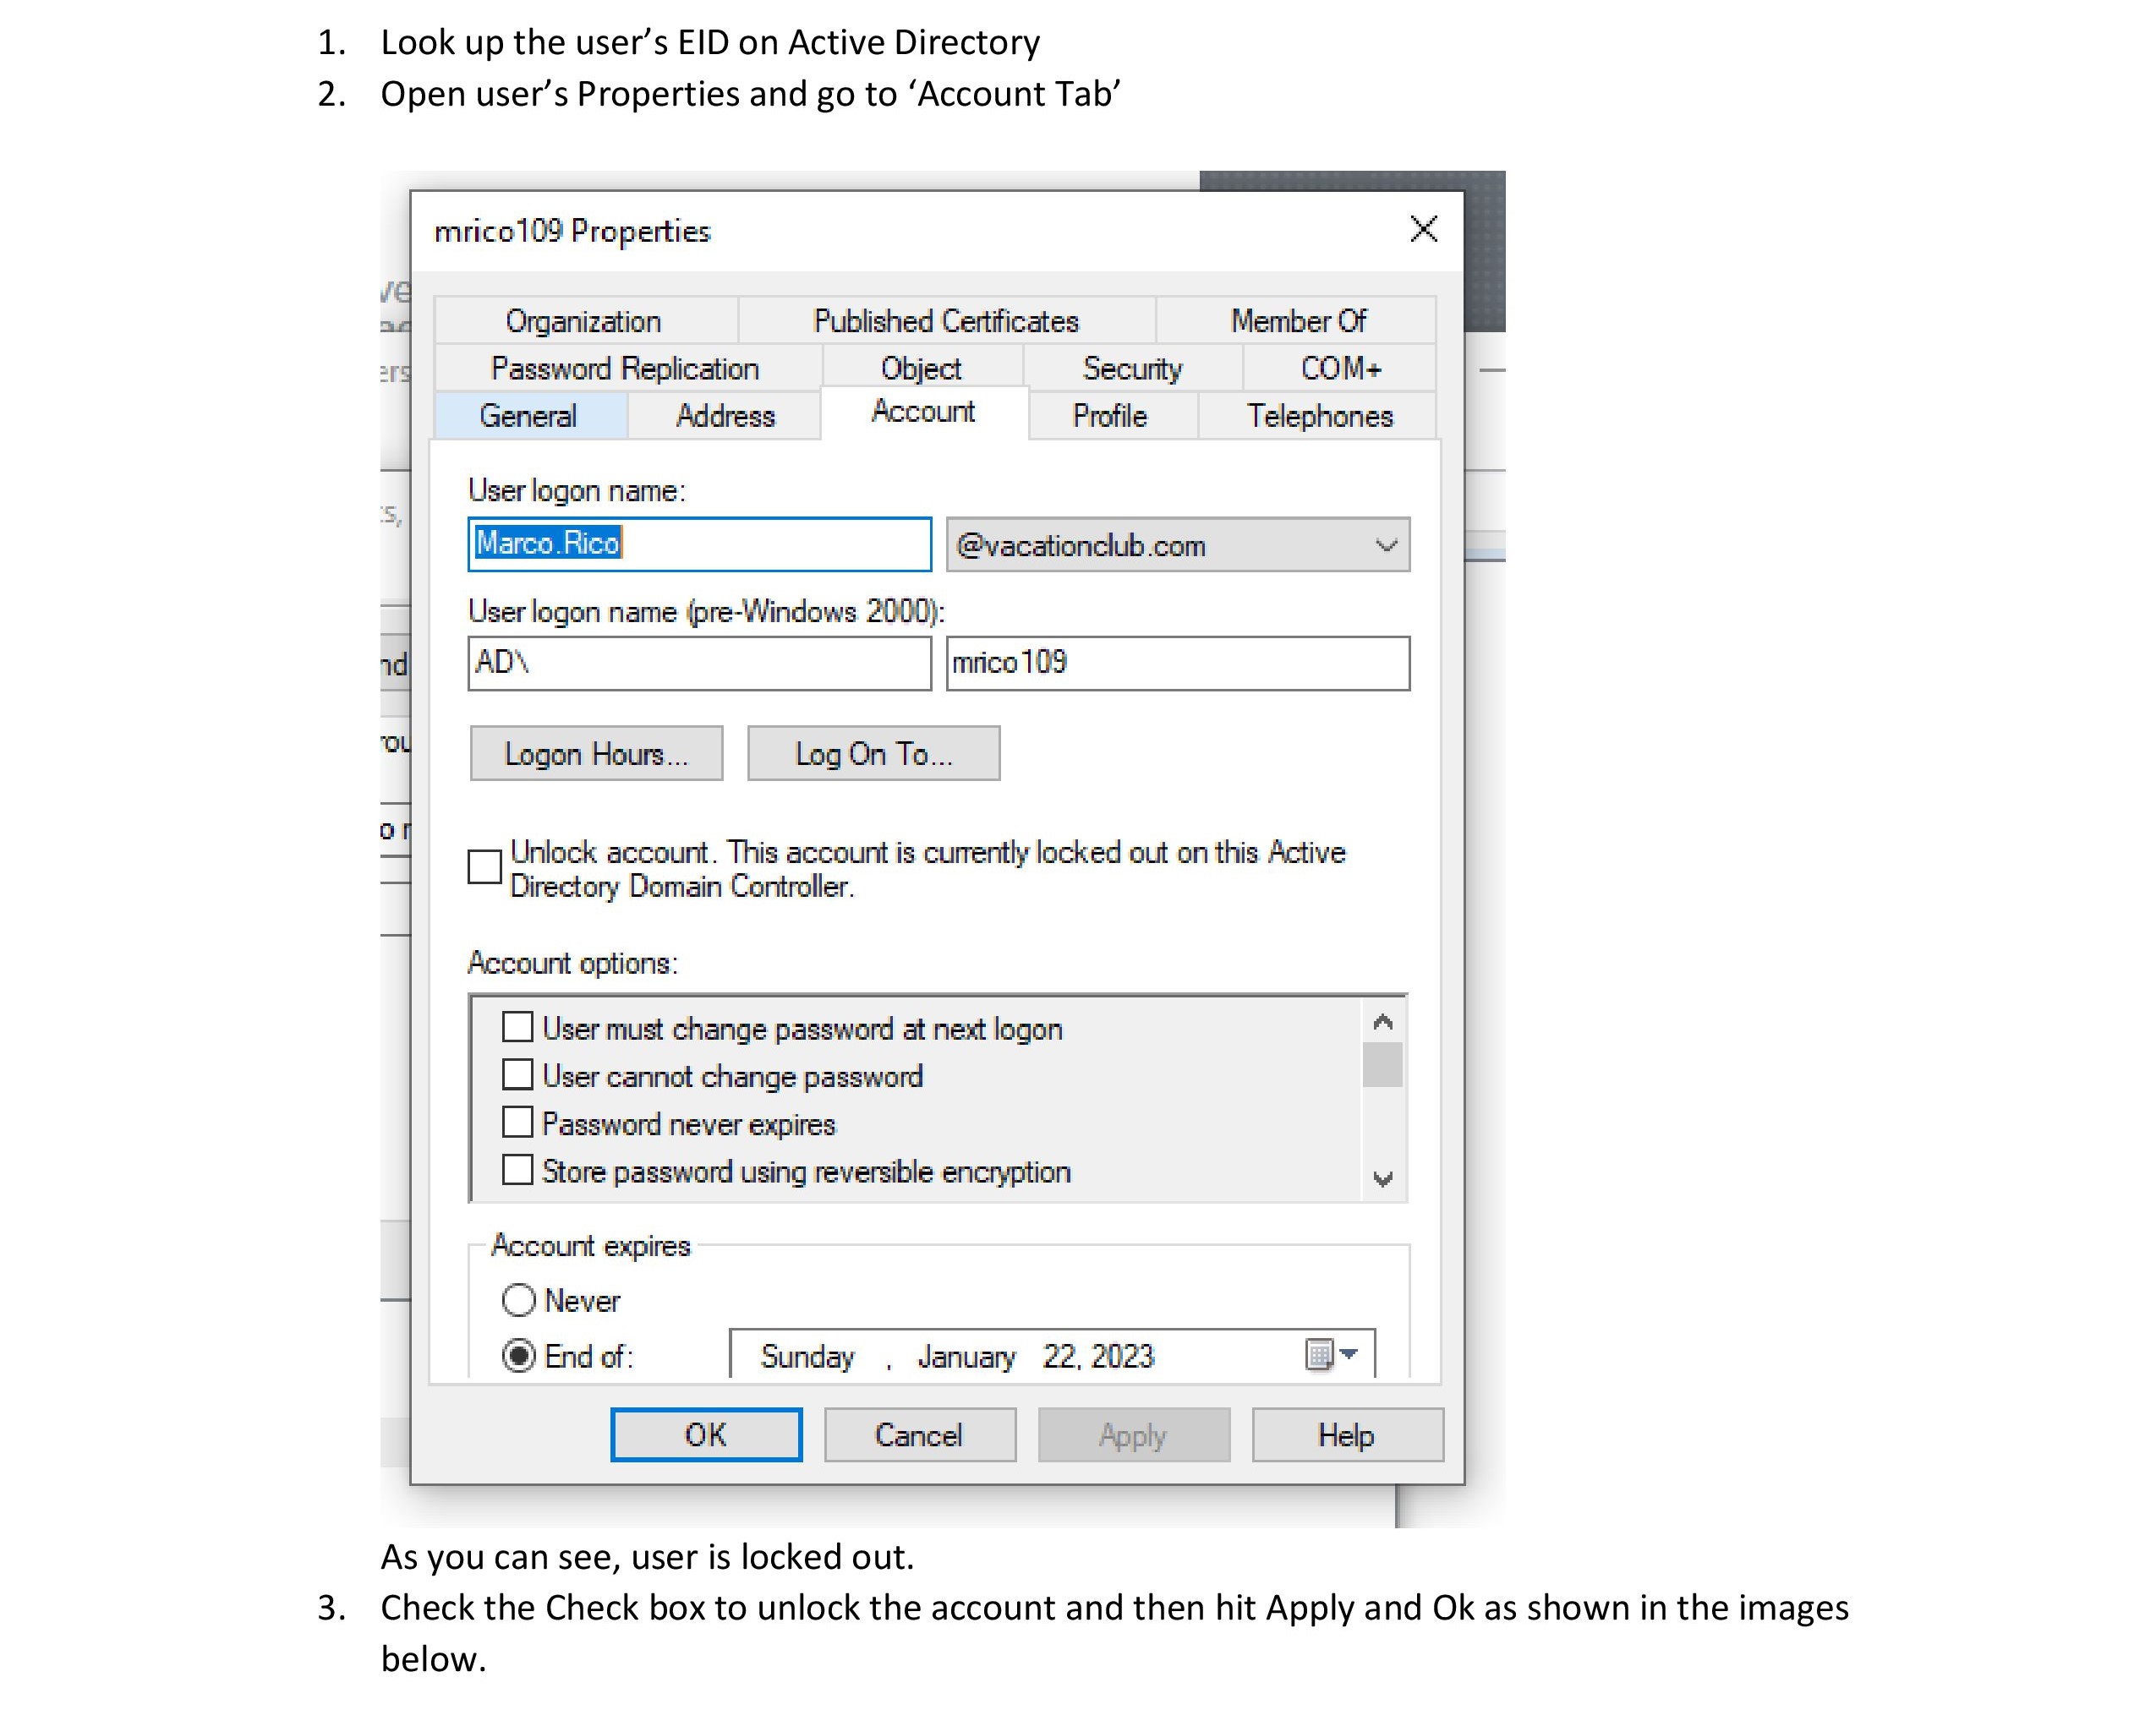 1. Look up the user’s EID on Active Directory
2. Open user’s Properties and go to ‘Account Tab’
mrico109 Properties
Organization Published Certificates Member Of
Password Replication Object Security COM+
General Address Account Profile Telephones
User logon name:
Marco.Rico @vacationclub.com
User logon name (pre-Windows 2000):
AD\ mrico109
Logon Hours... Log On To...
Unlock account. This account is currently locked out on this Active
Directory Domain Controller.
Account options:
User must change password at next logon
User cannot change password
Password never expires
Store password using reversible encryption
Account expires
Never
End of: Sunday , January 22, 2023
OK Cancel Apply Help
As you can see, user is locked out.
3. Check the Check box to unlock the account and then hit Apply and Ok as shown in the images
below.